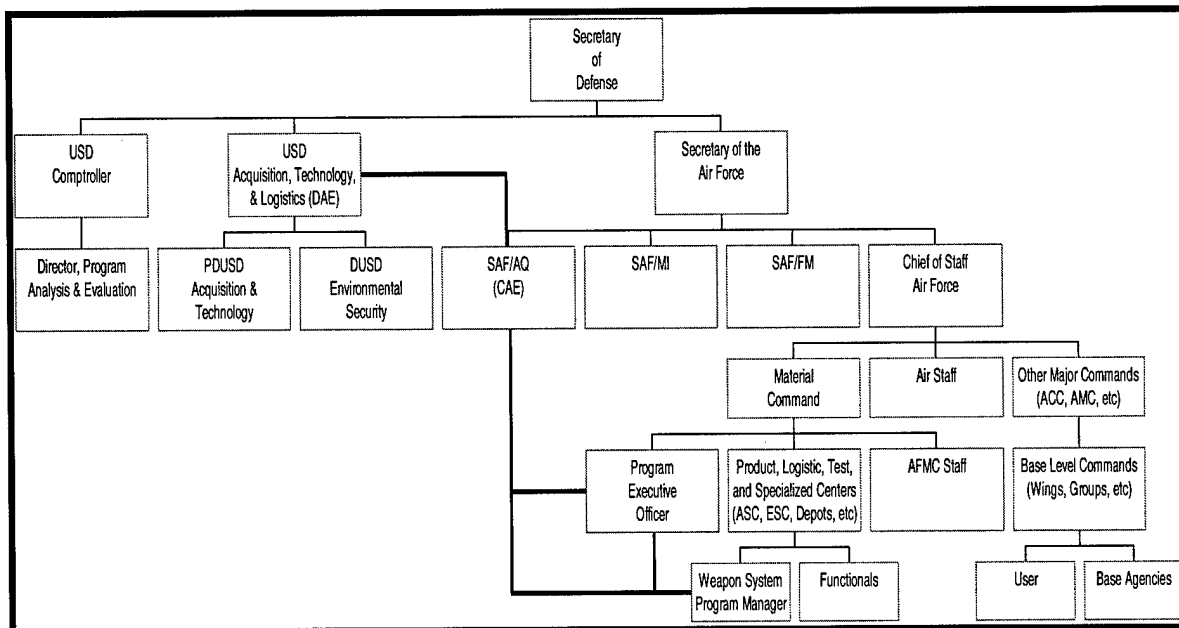 Secretary
of
Defense
USD
Comptroller
USD
Acquisition, Technology,
& Logistics (DAE)
Secretary of the
Air Force
Director, Program
Analysis & Evaluation
PDUSD
Acquisition &
Technology
DUSD
Environmental
Security
SAF/AQ
(CAE)
SAF/MI
SAF/FM
Chief of Staff
Air Force
Material
Command
Air Staff
Other Major Commands
(ACC, AMC, etc)
Program
Executive
Officer
Product, Logistic, Test,
and Specialized Centers
(ASC, ESC, Depots, etc)
AFMC Staff
Base Level Commands
(Wings, Groups, etc)
Weapon System
Program Manager
Functionals
User
Base Agencies